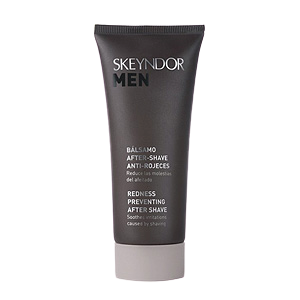 SKEYNDOR
MEN
BÁLSAMO
AFTER-SHAVE
ANTI-ROJECES
Reduce las molestias
del afeitado
REDNESS
PREVENTING
AFTER SHAVE
Soothes irritations
caused by shaving